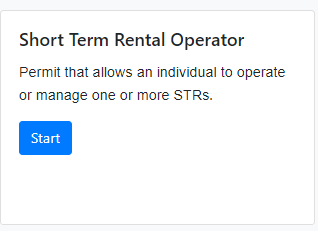 Short Term Rental Operator
Permit that allows an individual to operate
or manage one or more STRs.
Start